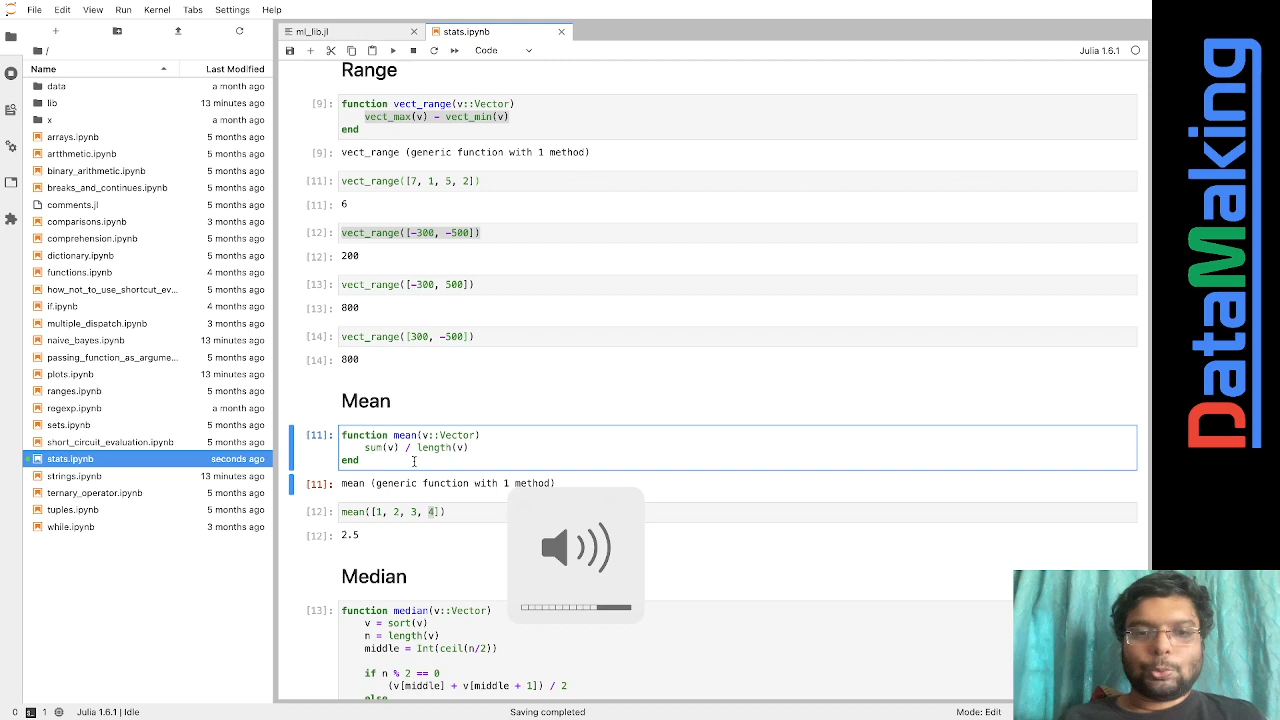 File Edit View Run Kernel Tabs Settings Help
ml_lib.jl
stats.ipynb
Code
Julia 1.6.1
/
Name Last Modified
data a month ago
lib 13 minutes ago
x a month ago
arrays.ipynb 5 months ago
artthmetic.ipynb 5 months ago
binary_arithmetic.ipynb 5 months ago
breaks_and_continues.ipynb 5 months ago
comments.jl 5 months ago
comparisons.ipynb 3 months ago
comprehension.ipynb 5 months ago
dictionary.ipynb 5 months ago
functions.ipynb 4 months ago
how_not_to_use_shortcut_ev... 5 months ago
if.ipynb 4 months ago
multiple_dispatch.ipynb 3 months ago
naive_bayes.ipynb 13 minutes ago
passing_function_as_argume... 5 months ago
plots.ipynb 13 minutes ago
ranges.ipynb 5 months ago
regexp.ipynb a month ago
sets.ipynb 5 months ago
short_circuit_evaluation.ipynb 5 months ago
stats.ipynb seconds ago
strings.ipynb 13 minutes ago
ternary_operator.ipynb 5 months ago
tuples.ipynb 5 months ago
while.ipynb 3 months ago
Range
[9]: function vect_range(v::Vector)
vect_max(v) - vect_min(v)
end
[9]: vect_range (generic function with 1 method)
[11]: vect_range([7, 1, 5, 2])
[11]: 6
[12]: vect_range([-300, -500])
[12]: 200
[13]: vect_range([-300, 500])
[13]: 800
[14]: vect_range([300, -500])
[14]: 800
Mean
[11]: function mean(v::Vector)
sum(v) / length(v)
end
[11]: mean (generic function with 1 method)
[12]: mean([1, 2, 3, 4])
[12]: 2.5
Median
[13]: function median(v::Vector)
v = sort(v)
n = length(v)
middle = Int(ceil(n/2))
if n % 2 == 0
(v[middle] + v[middle + 1]) / 2
else
0 1 Julia 1.6.1 | Idle Saving completed Mode: Edit
DataMaking